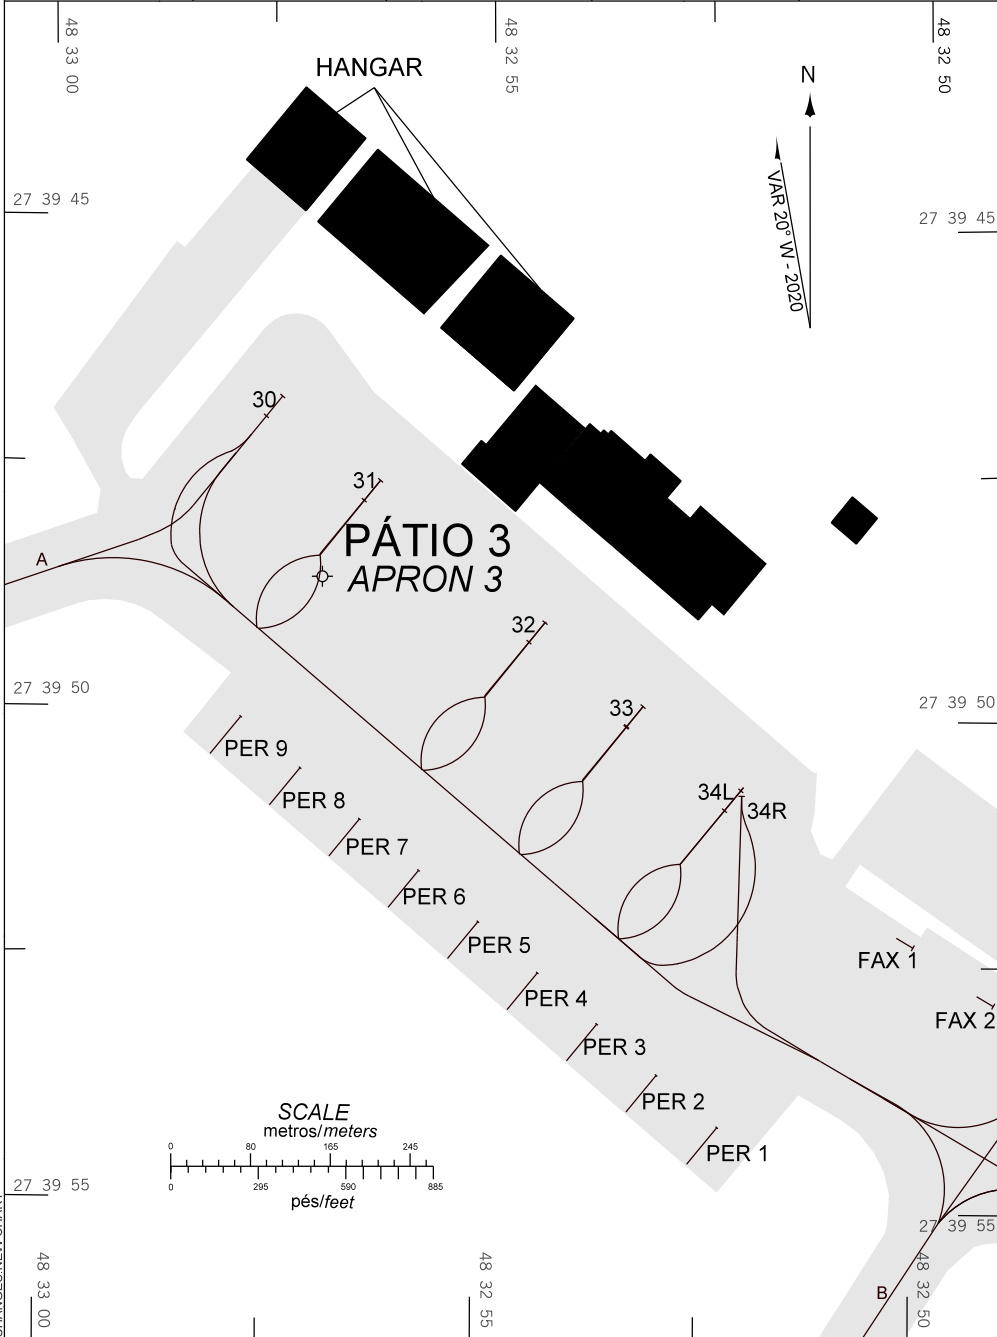 48 33 00
48 32 55
48 32 50
HANGAR
N
VAR 20° W - 2020
27 39 45
27 39 45
30
31
PÁTIO 3
APRON 3
A
32
27 39 50
27 39 50
33
34L
34R
PER 9
PER 8
PER 7
PER 6
PER 5
PER 4
PER 3
PER 2
PER 1
FAX 1
FAX 2
SCALE
metros/meters
0 80 165 245
0 295 590 885
pés/feet
27 39 55
27 39 55
B
48 33 00
48 32 55
48 32 50